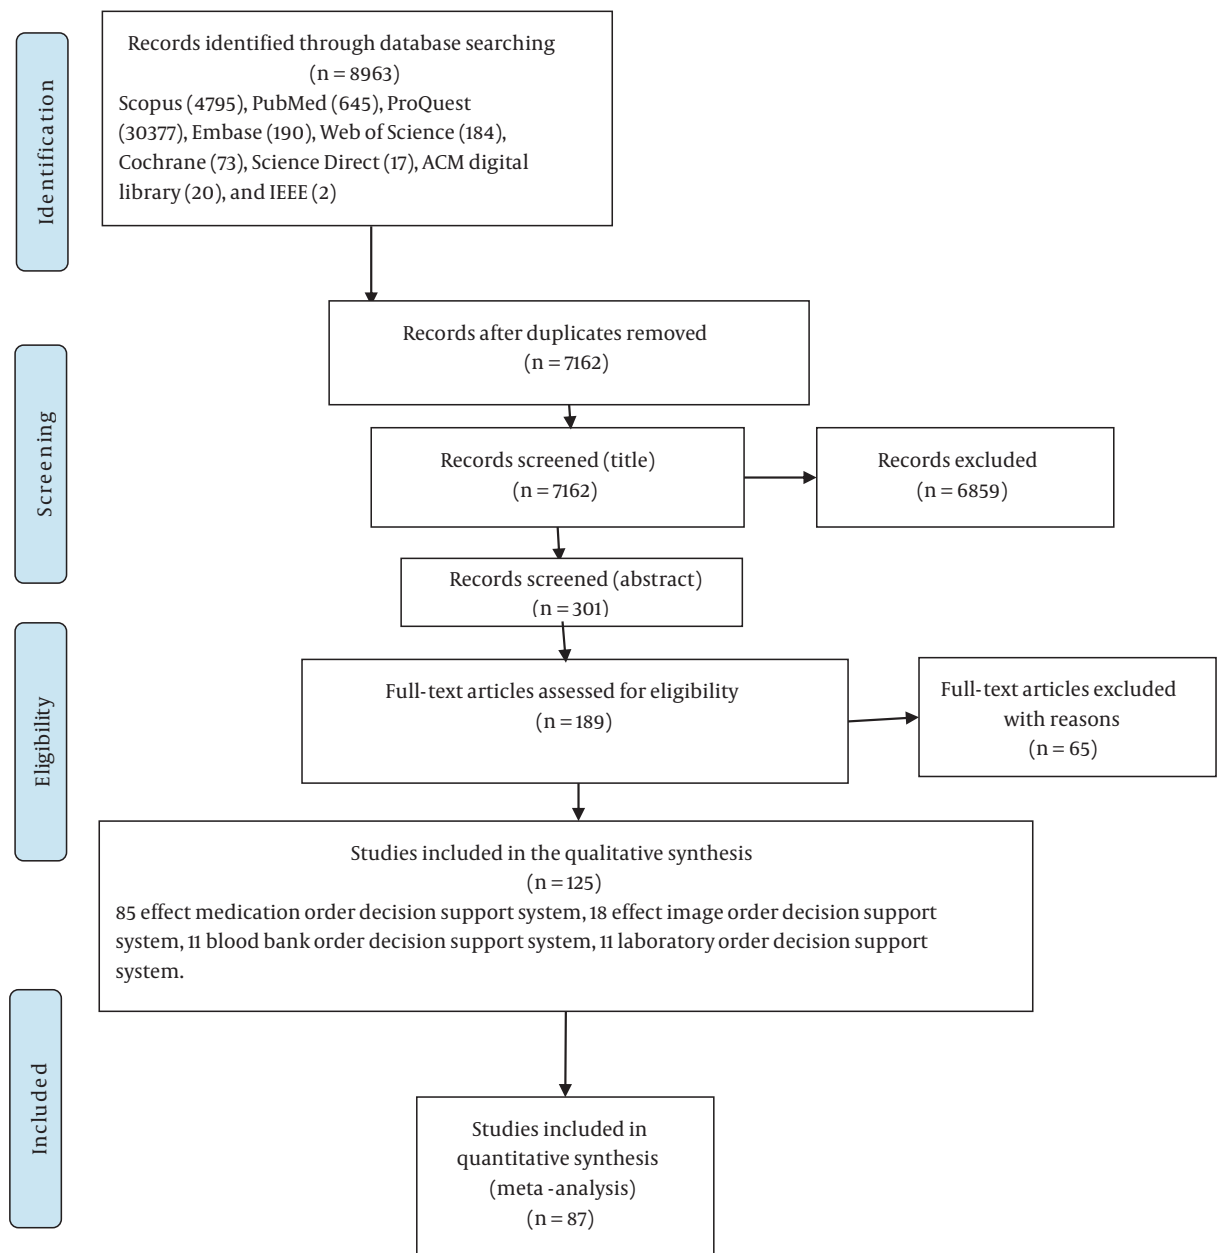 Identification
Records identified through database searching
(n = 8963)
Scopus (4795), PubMed (645), ProQuest
(30377), Embase (190), Web of Science (184),
Cochrane (73), Science Direct (17), ACM digital
library (20), and IEEE (2)
Screening
Records after duplicates removed
(n = 7162)
Records screened (title)
(n = 7162)
Records excluded
(n = 6859)
Records screened (abstract)
(n = 301)
Eligibility
Full-text articles assessed for eligibility
(n = 189)
Full-text articles excluded
with reasons
(n = 65)
Studies included in the qualitative synthesis
(n = 125)
85 effect medication order decision support system, 18 effect image order decision support
system, 11 blood bank order decision support system, 11 laboratory order decision support
system.
Included
Studies included in
quantitative synthesis
(meta -analysis)
(n = 87)